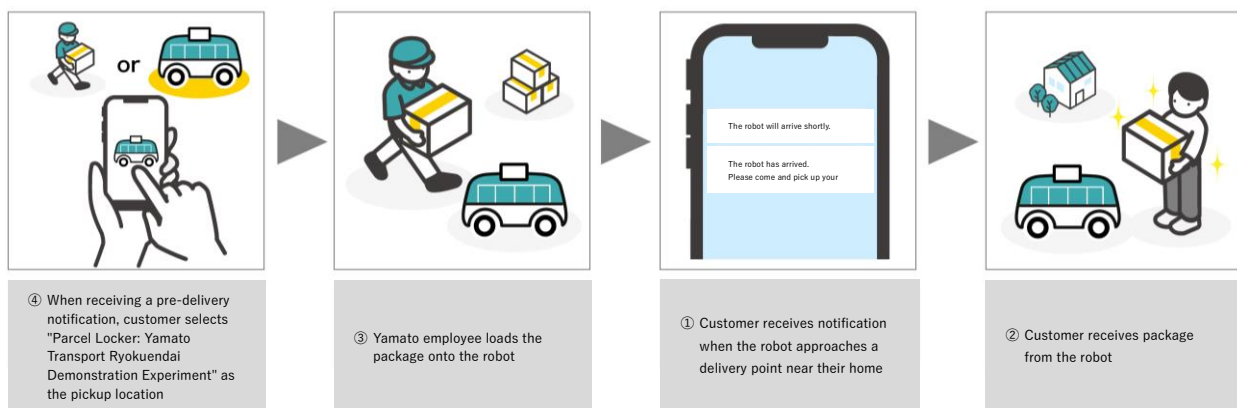 or
The robot will arrive shortly.
The robot has arrived.
Please come and pick up your
④ When receiving a pre-delivery
notification, customer selects
"Parcel Locker: Yamato
Transport Ryokuendai
Demonstration Experiment" as
the pickup location
③ Yamato employee loads the
package onto the robot
① Customer receives notification
when the robot approaches a
delivery point near their home
② Customer receives package
from the robot